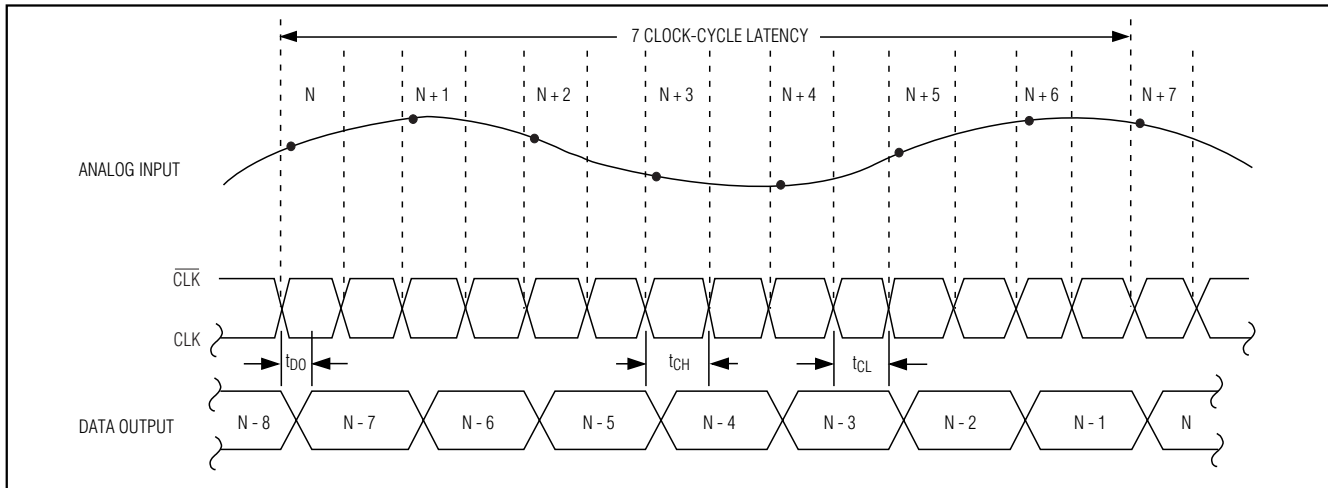 7 CLOCK-CYCLE LATENCY
N N + 1 N + 2 N + 3 N + 4 N + 5 N + 6 N + 7
ANALOG INPUT
CLK
CLK
tDO tCH tCL
DATA OUTPUT N - 8 N - 7 N - 6 N - 5 N - 4 N - 3 N - 2 N - 1 N